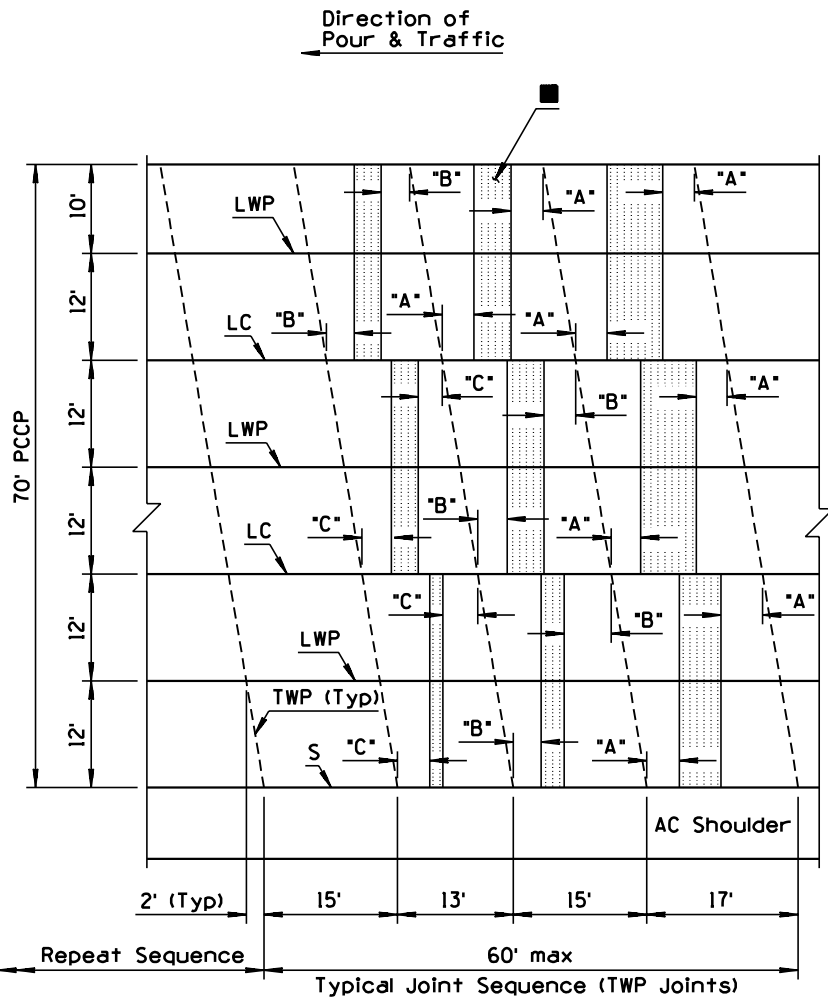 Direction of
Pour & Traffic
"B" "A" "A"
10'
LWP
12'
"B" "A" "A"
LC
"C" "B" "A"
12'
LWP
70' PCCP
12'
"C" "B" "A"
LC
"C" "B" "A"
12'
LWP
TWP (Typ)
12'
"C" "B" "A"
S
AC Shoulder
2' (Typ) 15' 13' 15' 17'
Repeat Sequence 60' max
Typical Joint Sequence (TWP Joints)